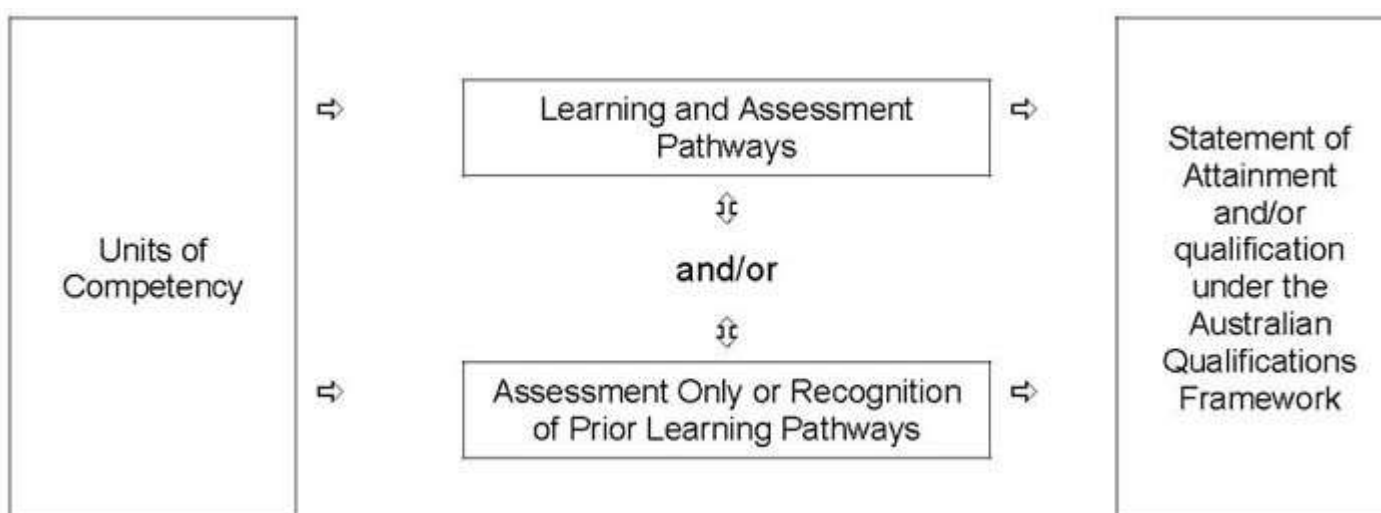 Units of
Competency
Learning and Assessment
Pathways
and/or
Assessment Only or Recognition
of Prior Learning Pathways
Statement of
Attainment
and/or
qualification
under the
Australian
Qualifications
Framework